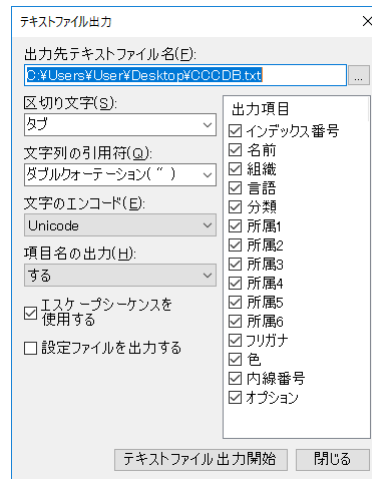 テキストファイル出力
出力先テキストファイル名(F):
C:¥Users¥User¥Desktop¥CCCDB.txt
...
区切り文字(S):
タブ
文字列の引用符(Q):
ダブルクォーテーション( ” )
文字のエンコード(E):
Unicode
項目名の出力(H):
する
エスケープシーケンスを
使用する
設定ファイルを出力する
出力項目
インデックス番号
名前
組織
言語
分類
所属1
所属2
所属3
所属4
所属5
所属6
フリガナ
色
内線番号
オプション
テキストファイル出力開始
閉じる